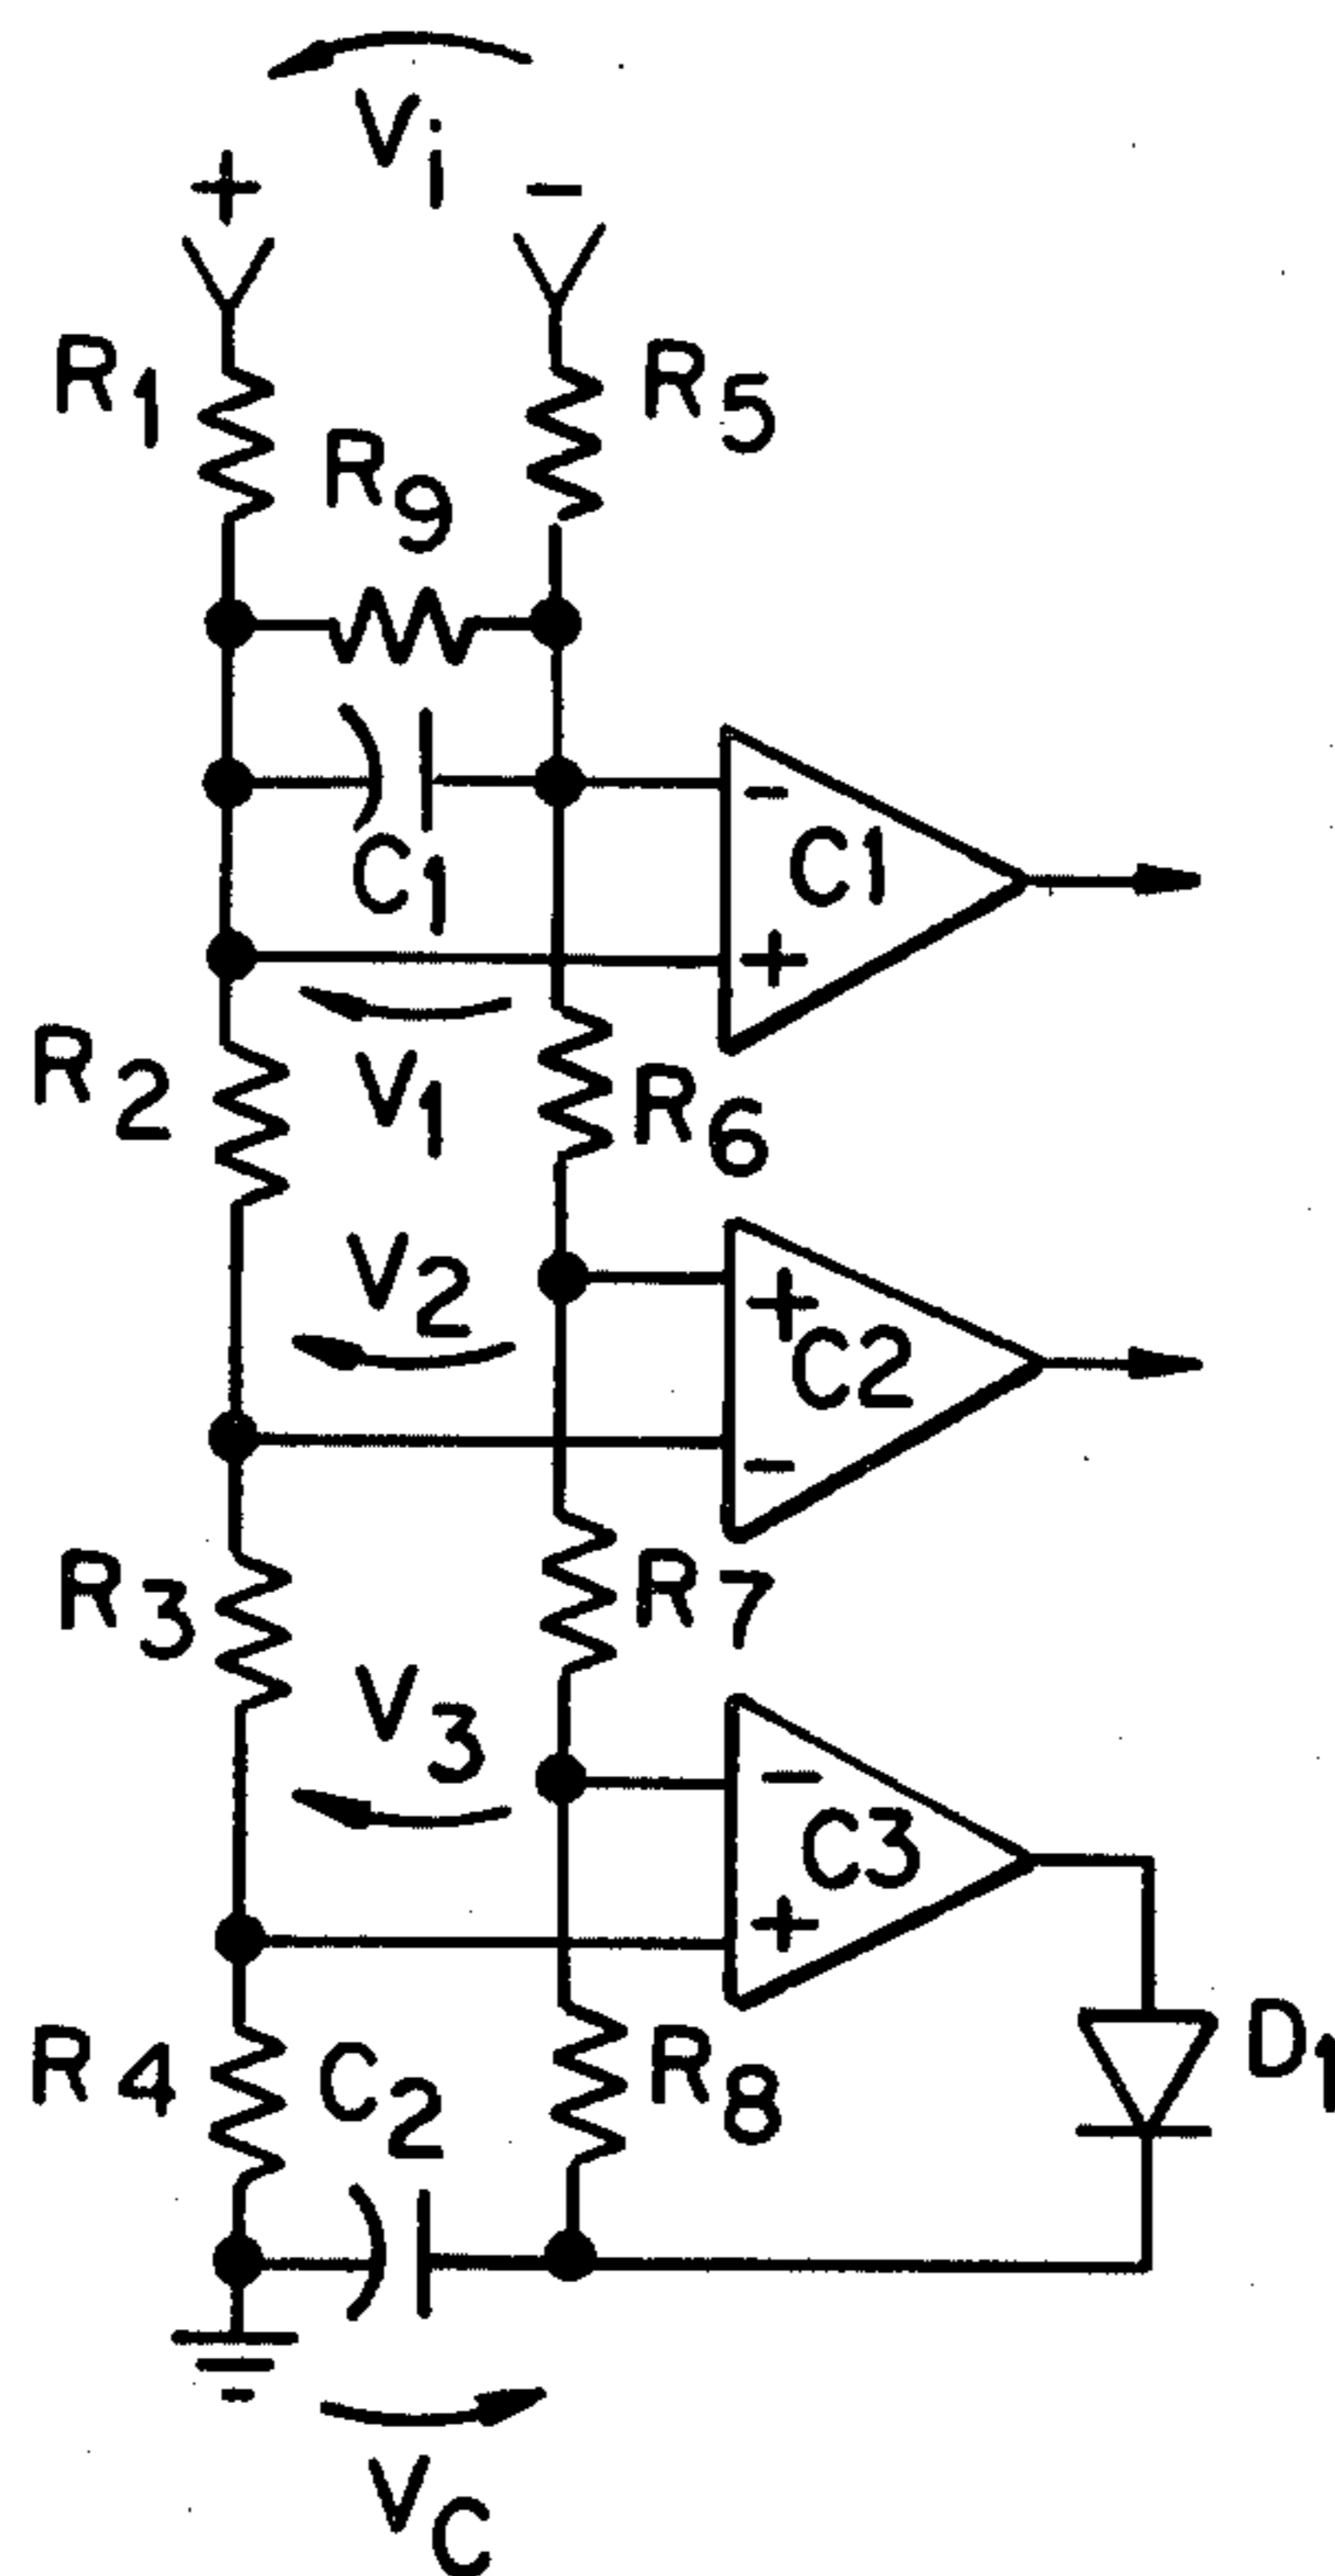 Vi
+ -
R1
R5
R9
-
C1
C1
+
R2
V1
R6
V2
+
C2
-
R3
R7
V3
-
C3
+
R4
C2
R8
D1
VC